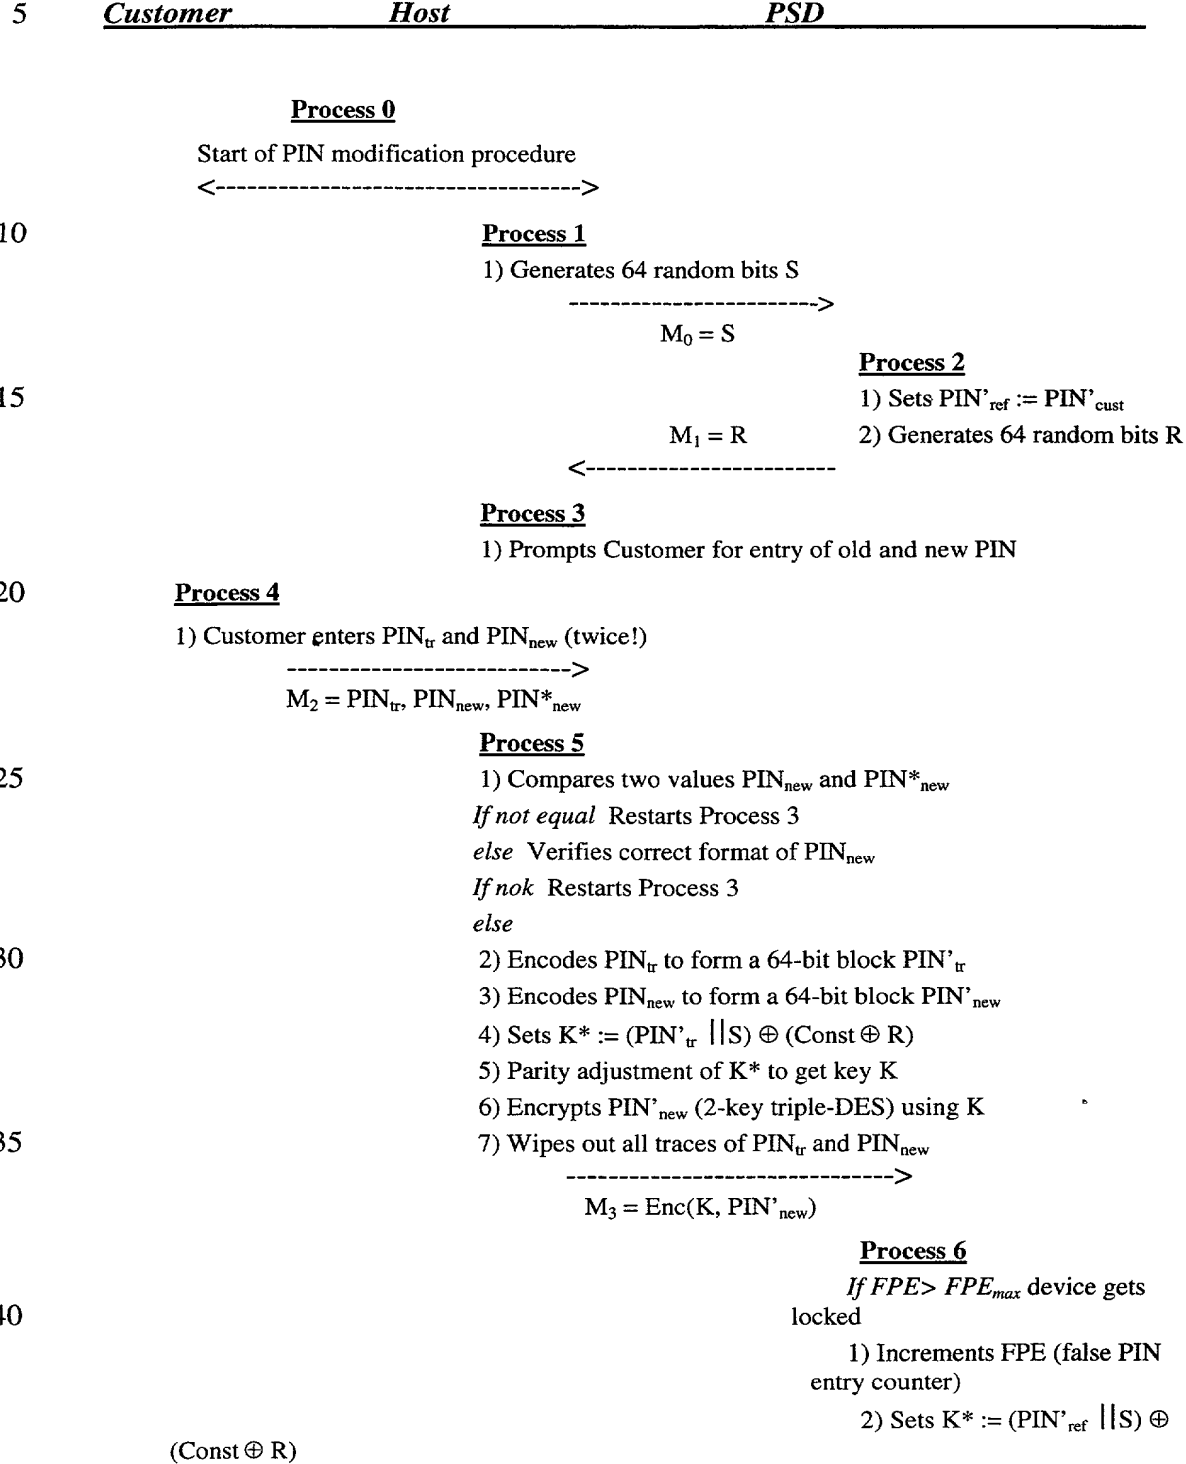 5 Customer Host PSD
Process 0
Start of PIN modification procedure
<----------------------------------->
10 Process 1
1) Generates 64 random bits S
------------------------>
M₀ = S
Process 2
15 1) Sets PIN’ref := PIN’cust
M₁ = R 2) Generates 64 random bits R
<------------------------
Process 3
1) Prompts Customer for entry of old and new PIN
20 Process 4
1) Customer enters PINtr and PINnew (twice!)
--------------------------->
M₂ = PINtr, PINnew, PIN*new
Process 5
25 1) Compares two values PINnew and PIN*new
If not equal Restarts Process 3
else Verifies correct format of PINnew
If nok Restarts Process 3
else
30 2) Encodes PINtr to form a 64-bit block PIN’tr
3) Encodes PINnew to form a 64-bit block PIN’new
4) Sets K* := (PIN’tr ||S) ⊕ (Const ⊕ R)
5) Parity adjustment of K* to get key K
6) Encrypts PIN’new (2-key triple-DES) using K
35 7) Wipes out all traces of PINtr and PINnew
------------------------------->
M₃ = Enc(K, PIN’new)
Process 6
If FPE> FPEmax device gets
40 locked
1) Increments FPE (false PIN
entry counter)
2) Sets K* := (PIN’ref ||S) ⊕
(Const ⊕ R)